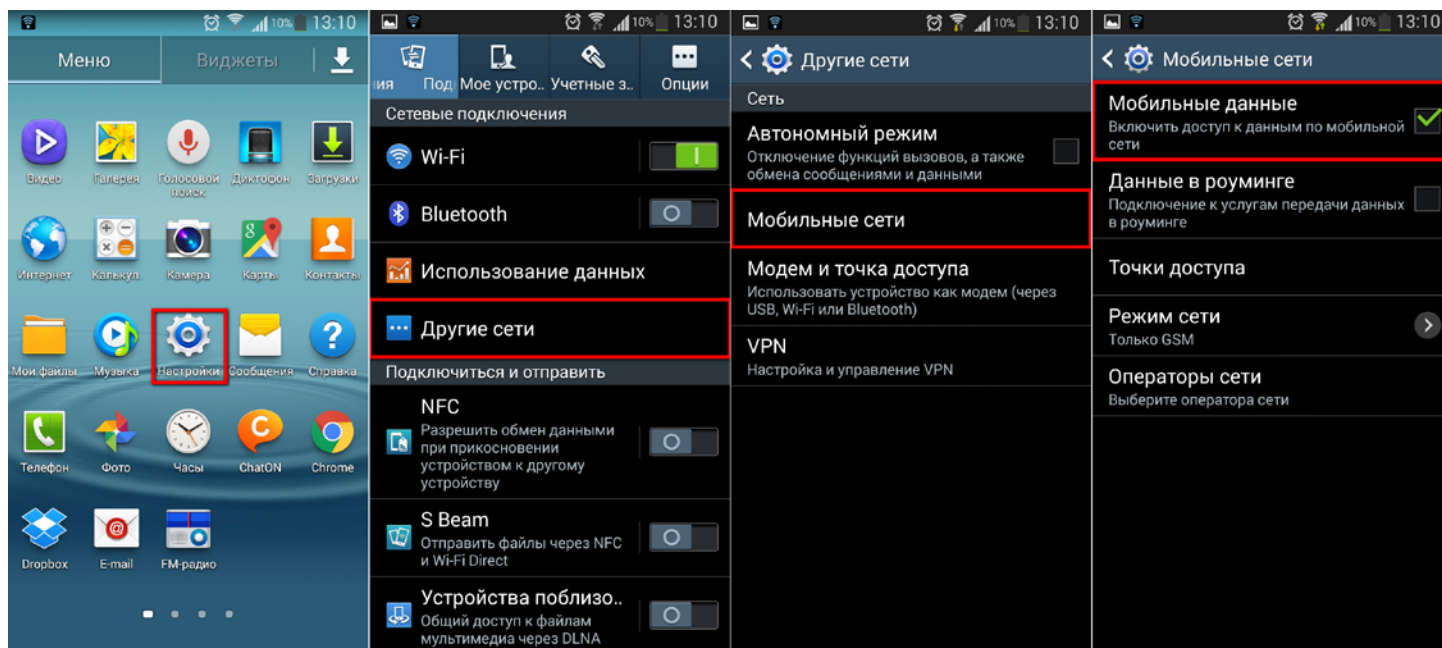 10% 13:10
Меню Виджеты
Видео Галерея Голосовой Диктофон Загрузки
поиск
Интернет Калькул. Камера Карты Контакты
Мои файлы Музыка Настройки Сообщения Справка
Телефон Фото Часы ChatON Chrome
Dropbox E-mail FM-радио
10% 13:10
ия Под Мое устро.. Учетные з.. Опции
Сетевые подключения
Wi-Fi
Bluetooth
Использование данных
Другие сети
Подключиться и отправить
NFC
Разрешить обмен данными
при прикосновении
устройством к другому
устройству
S Beam
Отправить файлы через NFC
и Wi-Fi Direct
Устройства поблизо..
Общий доступ к файлам
мультимедиа через DLNA
10% 13:10
Другие сети
Сеть
Автономный режим
Отключение функций вызовов, а также
обмена сообщениями и данными
Мобильные сети
Модем и точка доступа
Использовать устройство как модем (через
USB, Wi-Fi или Bluetooth)
VPN
Настройка и управление VPN
10% 13:10
Мобильные сети
Мобильные данные
Включить доступ к данным по мобильной
сети
Данные в роуминге
Подключение к услугам передачи данных
в роуминге
Точки доступа
Режим сети
Только GSM
Операторы сети
Выберите оператора сети